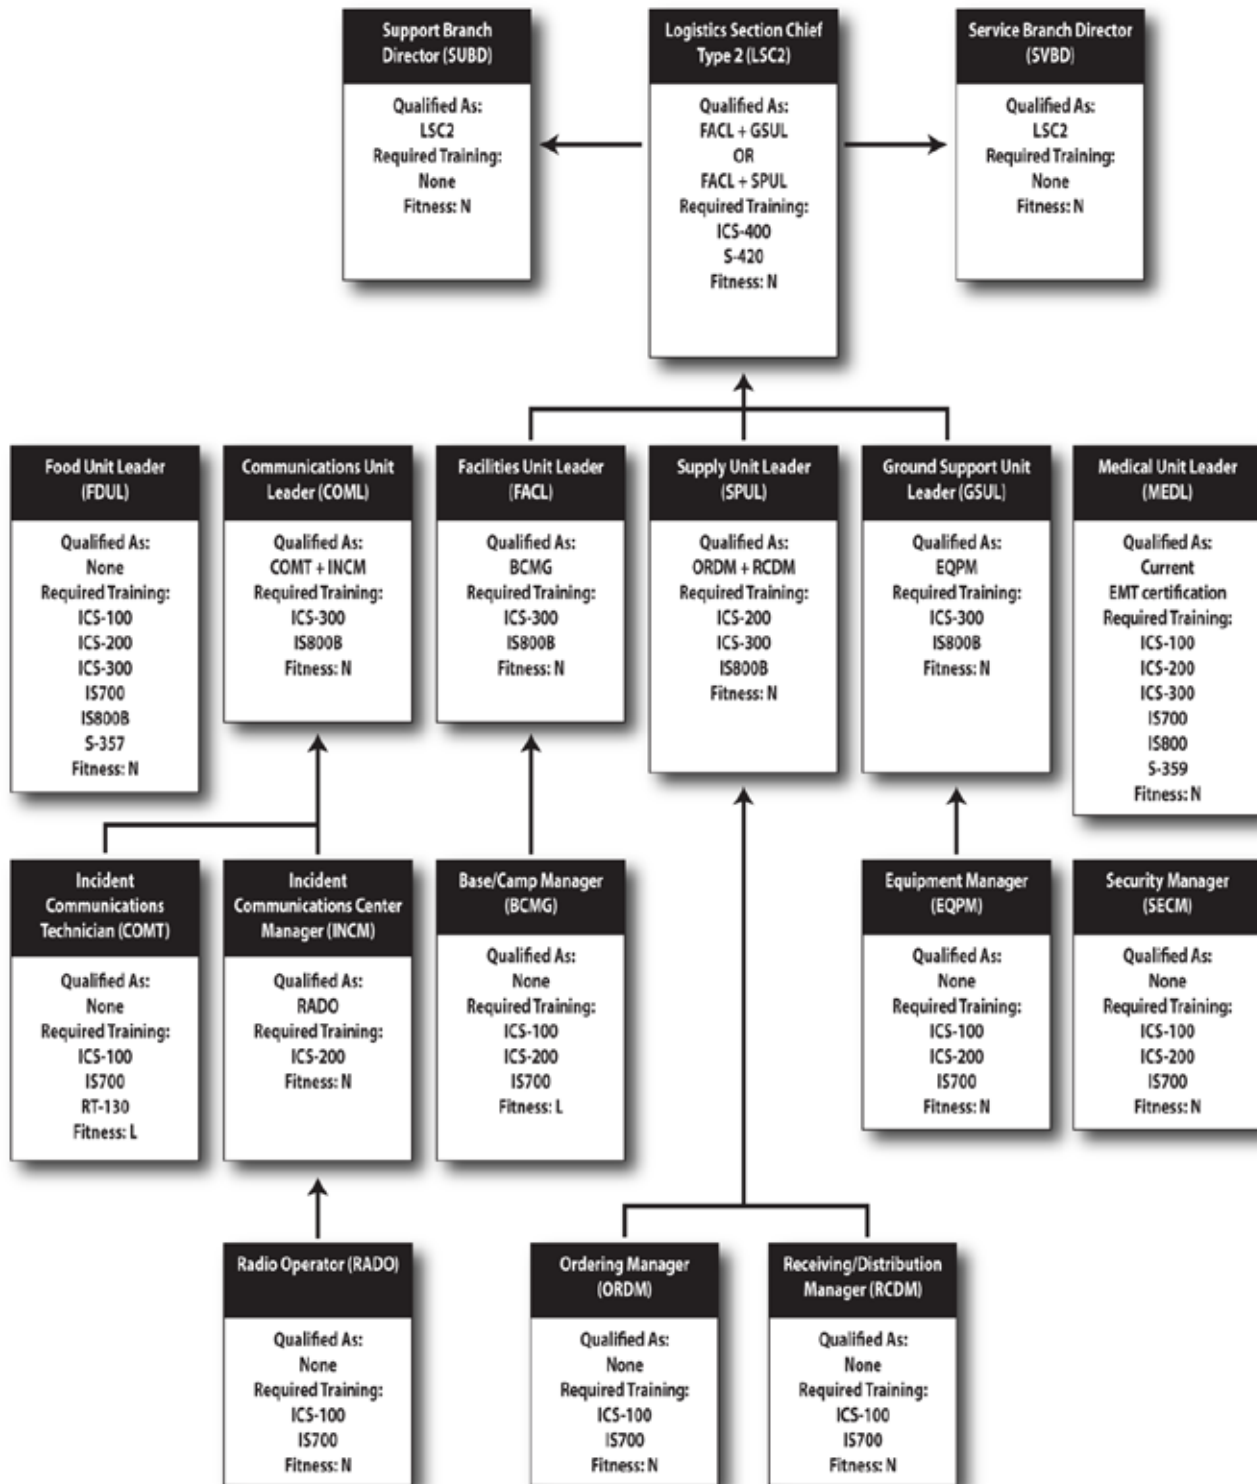 Support Branch
Director (SUBD)
Qualified As:
LSC2
Required Training:
None
Fitness: N
Logistics Section Chief
Type 2 (LSC2)
Qualified As:
FACL + GSUL
OR
FACL + SPUL
Required Training:
ICS-400
S-420
Fitness: N
Service Branch Director
(SVBD)
Qualified As:
LSC2
Required Training:
None
Fitness: N
Food Unit Leader
(FDUL)
Qualified As:
None
Required Training:
ICS-100
ICS-200
ICS-300
IS700
IS800B
S-357
Fitness: N
Communications Unit
Leader (COML)
Qualified As:
COMT + INCM
Required Training:
ICS-300
IS800B
Fitness: N
Facilities Unit Leader
(FACL)
Qualified As:
BCMG
Required Training:
ICS-300
IS800B
Fitness: N
Supply Unit Leader
(SPUL)
Qualified As:
ORDM + RCDM
Required Training:
ICS-200
ICS-300
IS800B
Fitness: N
Ground Support Unit
Leader (GSUL)
Qualified As:
EQPM
Required Training:
ICS-300
IS800B
Fitness: N
Medical Unit Leader
(MEDL)
Qualified As:
Current
EMT certification
Required Training:
ICS-100
ICS-200
ICS-300
IS700
IS800
S-359
Fitness: N
Incident
Communications
Technician (COMT)
Qualified As:
None
Required Training:
ICS-100
IS700
RT-130
Fitness: L
Incident
Communications Center
Manager (INCM)
Qualified As:
RADO
Required Training:
ICS-200
Fitness: N
Base/Camp Manager
(BCMG)
Qualified As:
None
Required Training:
ICS-100
ICS-200
IS700
Fitness: L
Equipment Manager
(EQPM)
Qualified As:
None
Required Training:
ICS-100
ICS-200
IS700
Fitness: N
Security Manager
(SECM)
Qualified As:
None
Required Training:
ICS-100
ICS-200
IS700
Fitness: N
Radio Operator (RADO)
Qualified As:
None
Required Training:
ICS-100
IS700
Fitness: N
Ordering Manager
(ORDM)
Qualified As:
None
Required Training:
ICS-100
IS700
Fitness: N
Receiving/Distribution
Manager (RCDM)
Qualified As:
None
Required Training:
ICS-100
IS700
Fitness: N